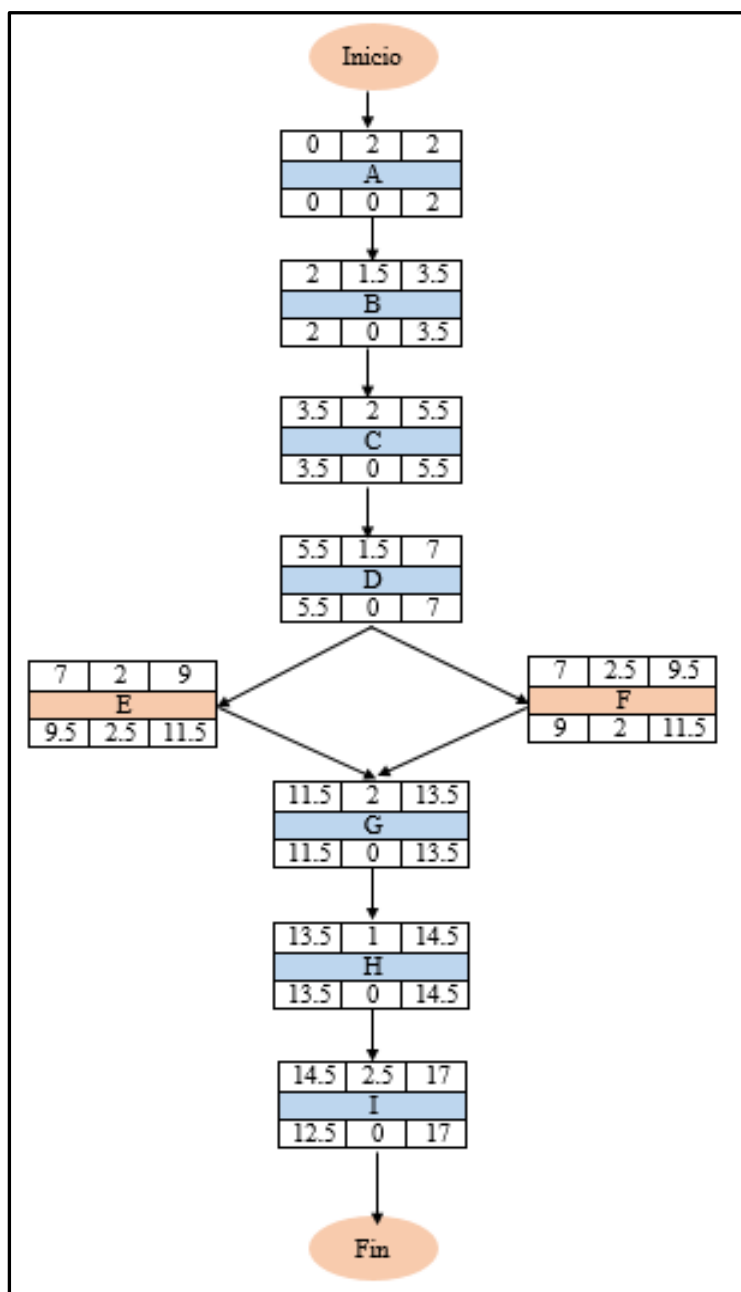 Inicio
0 2 2
A
0 0 2
2 1.5 3.5
B
2 0 3.5
3.5 2 5.5
C
3.5 0 5.5
5.5 1.5 7
D
5.5 0 7
7 2 9
E
9.5 2.5 11.5
7 2.5 9.5
F
9 2 11.5
11.5 2 13.5
G
11.5 0 13.5
13.5 1 14.5
H
13.5 0 14.5
14.5 2.5 17
I
12.5 0 17
Fin